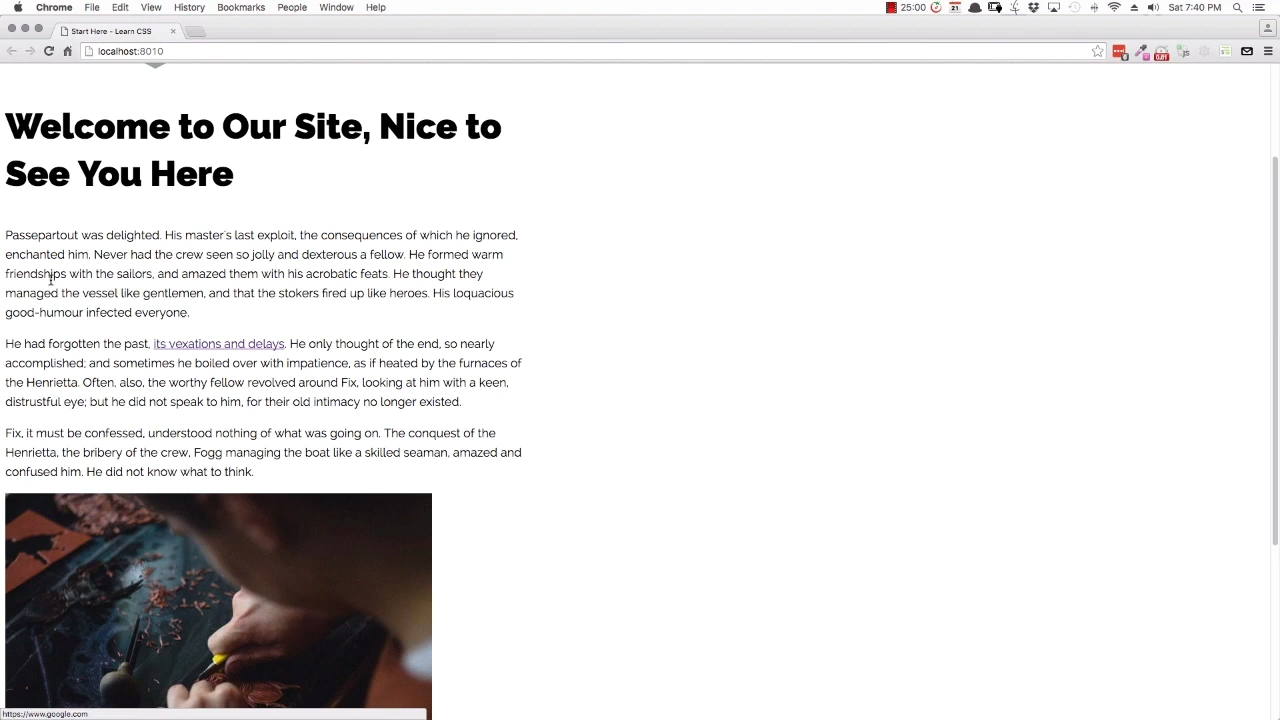 Chrome File Edit View History Bookmarks People Window Help 25:00 21 Sat 7:40 PM
Start Here - Learn CSS
localhost:8010
Welcome to Our Site, Nice to
See You Here
Passepartout was delighted. His master's last exploit, the consequences of which he ignored,
enchanted him. Never had the crew seen so jolly and dexterous a fellow. He formed warm
friendships with the sailors, and amazed them with his acrobatic feats. He thought they
managed the vessel like gentlemen, and that the stokers fired up like heroes. His loquacious
good-humour infected everyone.
He had forgotten the past, its vexations and delays. He only thought of the end, so nearly
accomplished; and sometimes he boiled over with impatience, as if heated by the furnaces of
the Henrietta. Often, also, the worthy fellow revolved around Fix, looking at him with a keen,
distrustful eye; but he did not speak to him, for their old intimacy no longer existed.
Fix, it must be confessed, understood nothing of what was going on. The conquest of the
Henrietta, the bribery of the crew, Fogg managing the boat like a skilled seaman, amazed and
confused him. He did not know what to think.
https://www.google.com